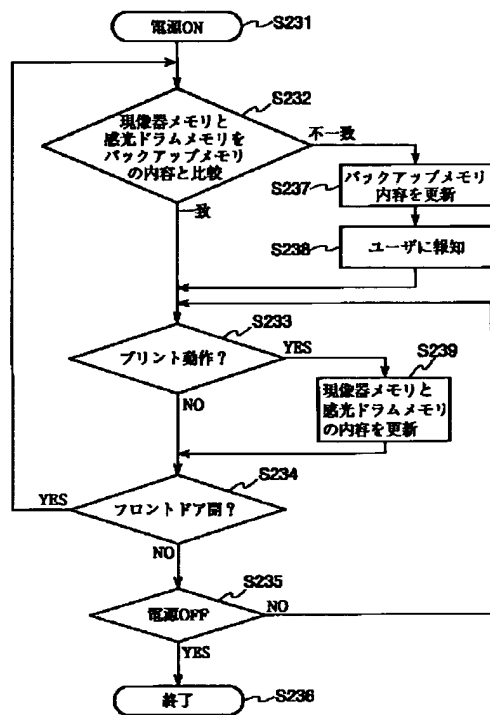 電源ON
S231
S232
現像器メモリと
感光ドラムメモリを
バックアップメモリ
の内容と比較
不一致
一致
S237
バックアップメモリ
内容を更新
S238
ユーザに報知
S233
プリント動作?
YES
NO
S239
現像器メモリと
感光ドラムメモリ
の内容を更新
S234
フロントドア開?
YES
NO
S235
電源OFF
NO
YES
終了
S236